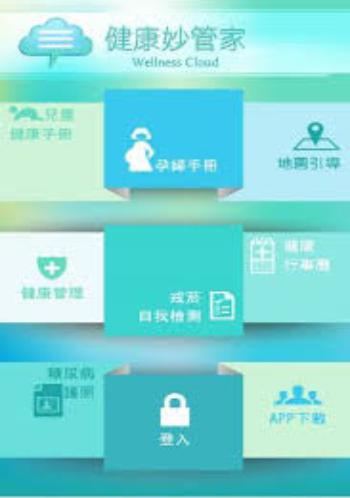 健康妙管家
Wellness Cloud
兒童
健康手冊
孕婦手冊
地圖引導
健康管理
戒菸
自我檢測
健康
行事曆
糖尿病
護照
登入
APP下載